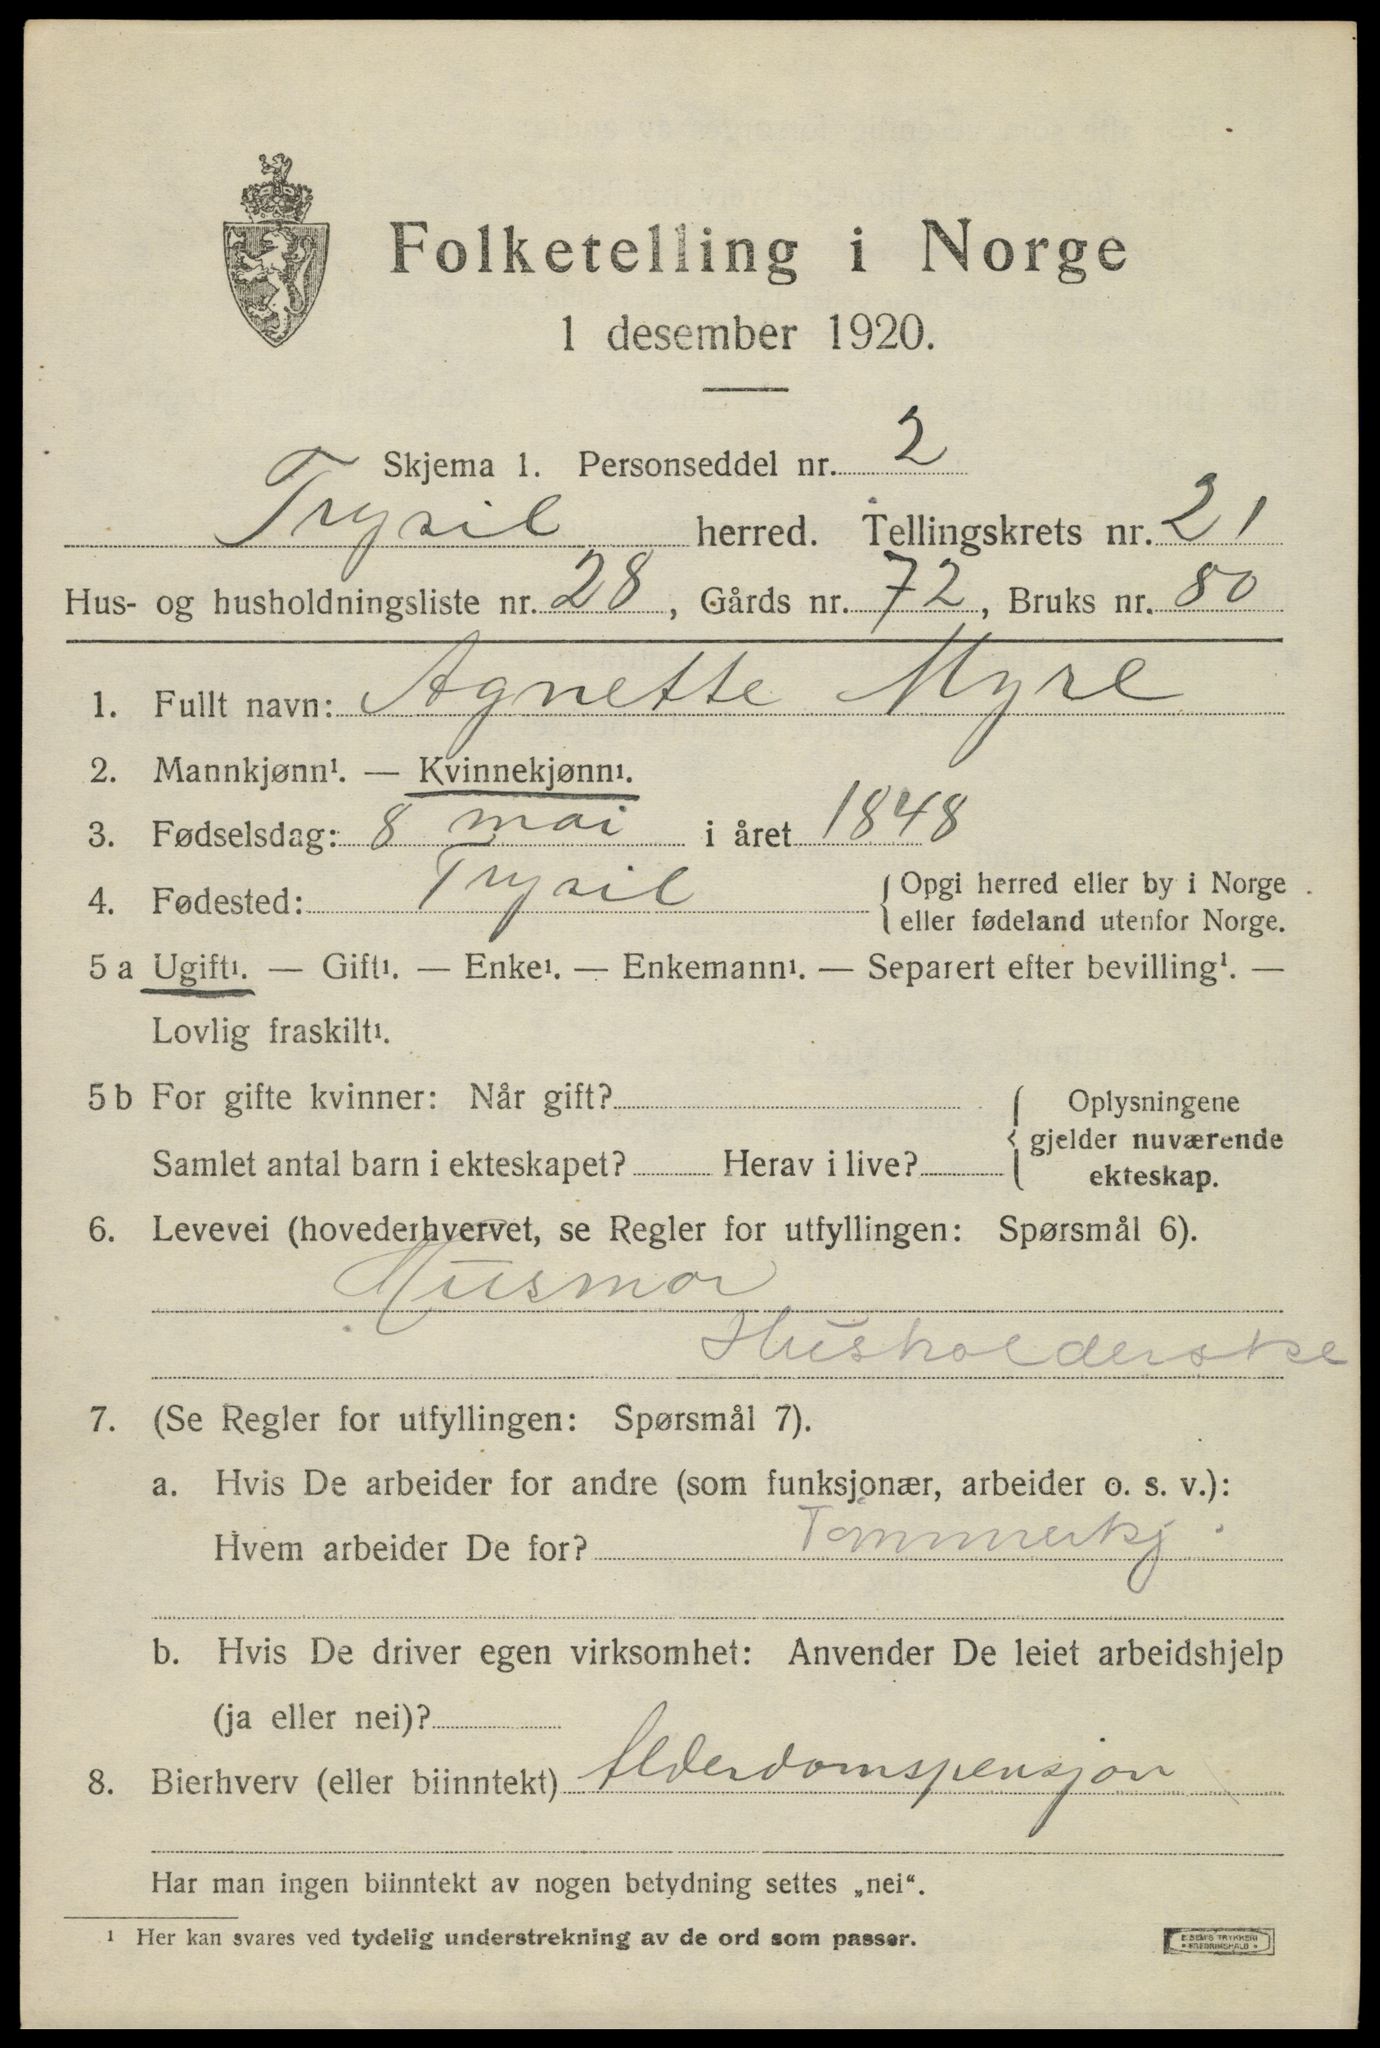 Folketelling i Norge
1 desember 1920.
Skjema 1. Personseddel nr. 2
Trysil herred. Tellingskrets nr. 21
Hus- og husholdningsliste nr. 28, Gårds nr. 72, Bruks nr. 80
1. Fullt navn: Agnette Myre
2. Mannkjønn¹. — Kvinnekjønn¹.
3. Fødselsdag: 8 mai i året 1848
4. Fødested: Trysil { Opgi herred eller by i Norge
eller fødeland utenfor Norge.
5 a Ugift¹. — Gift¹. — Enke¹. — Enkemann¹. — Separert efter bevilling¹. —
Lovlig fraskilt¹.
5 b For gifte kvinner: Når gift? { Oplysningene
gjelder nuværende
Samlet antal barn i ekteskapet? Herav i live? ekteskap.
6. Levevei (hovederhvervet, se Regler for utfyllingen: Spørsmål 6).
Husmor
Husholderske
7. (Se Regler for utfyllingen: Spørsmål 7).
a. Hvis De arbeider for andre (som funksjonær, arbeider o. s. v.):
Hvem arbeider De for? Tømmerkj.
b. Hvis De driver egen virksomhet: Anvender De leiet arbeidshjelp
(ja eller nei)?
8. Bierhverv (eller biinntekt) Alderdomspensjon
Har man ingen biinntekt av nogen betydning settes „nei“.
¹ Her kan svares ved tydelig understrekning av de ord som passer.